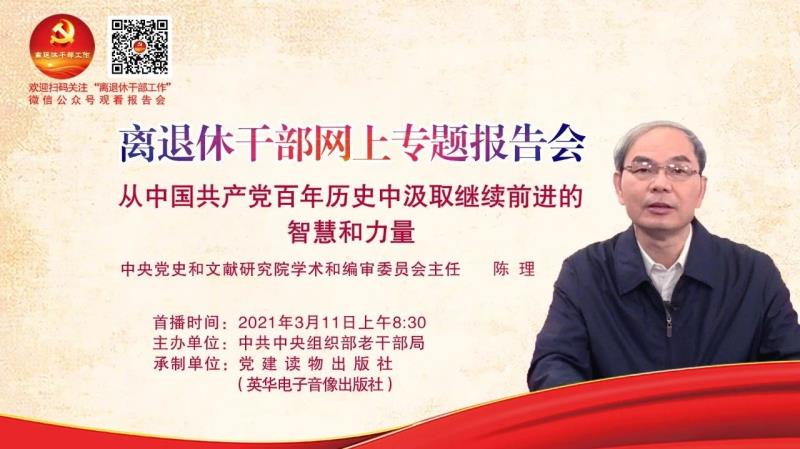 离退休干部工作
欢迎扫码关注“离退休干部工作”
微信公众号观看报告会
离退休干部网上专题报告会
从中国共产党百年历史中汲取继续前进的
智慧和力量
中央党史和文献研究院学术和编审委员会主任 陈 理
首播时间：2021年3月11日上午8:30
主办单位：中共中央组织部老干部局
承制单位：党建读物出版社
（英华电子音像出版社）